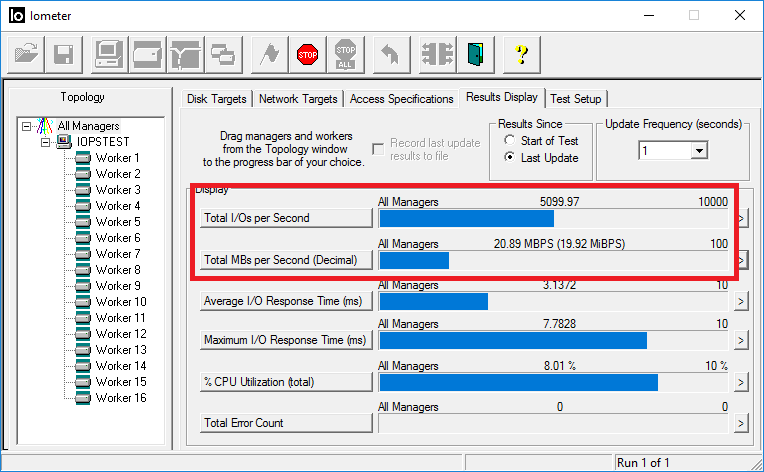 Io Iometer
STOP
STOP
ALL
?
Topology
All Managers
IOPSTEST
Worker 1
Worker 2
Worker 3
Worker 4
Worker 5
Worker 6
Worker 7
Worker 8
Worker 9
Worker 10
Worker 11
Worker 12
Worker 13
Worker 14
Worker 15
Worker 16
Disk Targets Network Targets Access Specifications Results Display Test Setup
Drag managers and workers
from the Topology window
to the progress bar of your choice.
Record last update
results to file
Results Since
Start of Test
Last Update
Update Frequency (seconds)
1
Display
All Managers 5099.97 10000
Total I/Os per Second >
All Managers 20.89 MBPS (19.92 MiBPS) 100
Total MBs per Second (Decimal) >
All Managers 3.1372 10
Average I/O Response Time (ms) >
All Managers 7.7828 10
Maximum I/O Response Time (ms) >
All Managers 8.01 % 10 %
% CPU Utilization (total) >
All Managers 0 0
Total Error Count >
Run 1 of 1